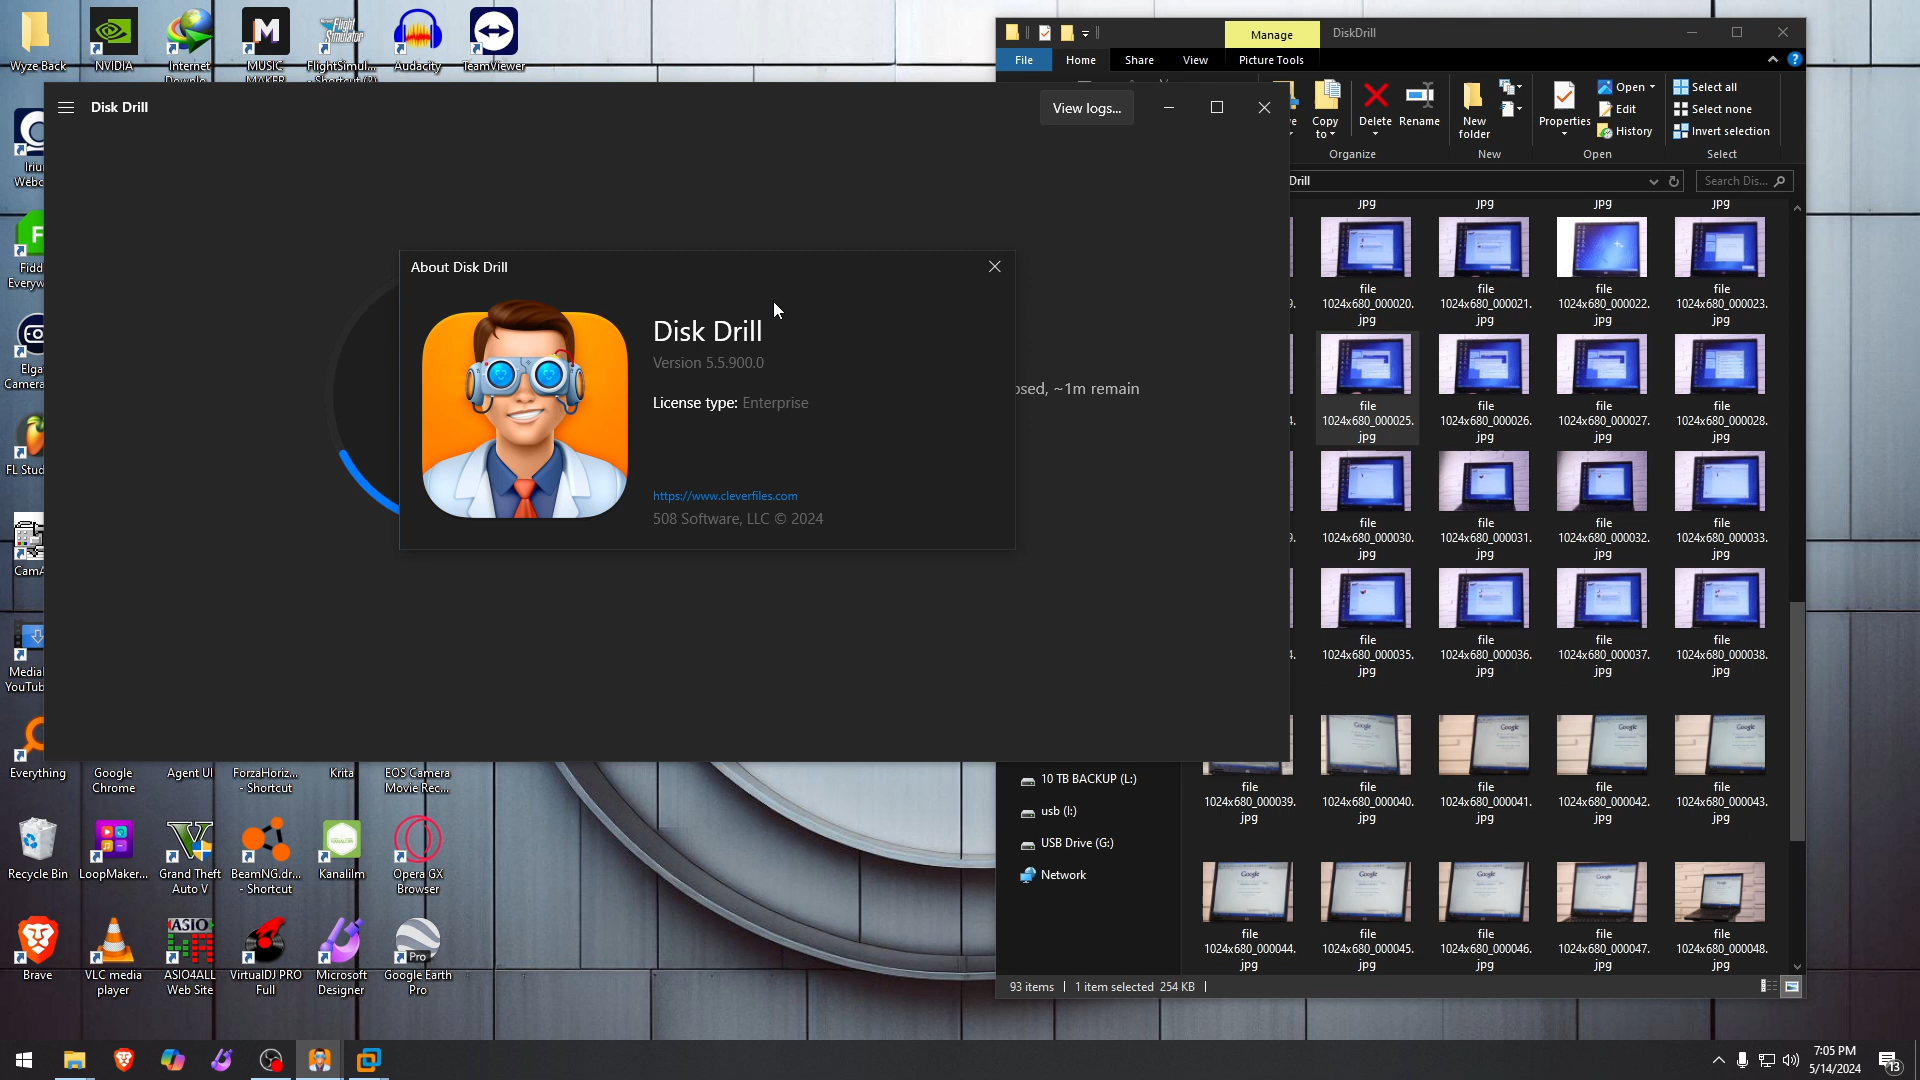 Wyze Back
NVIDIA
Internet
Downlo
MUSIC
MAKER
FlightSimul...
- Shortcut (2)
Audacity
TeamViewer
Disk Drill
View logs...
Manage
DiskDrill
File
Home
Share
View
Picture Tools
Copy
to
Delete
Rename
New
folder
Properties
Open
Edit
History
Select all
Select none
Invert selection
Organize
New
Open
Select
Drill
Search Dis...
jpg
jpg
jpg
jpg
file
1024x680_000020.
jpg
file
1024x680_000021.
jpg
file
1024x680_000022.
jpg
file
1024x680_000023.
jpg
file
1024x680_000025.
jpg
file
1024x680_000026.
jpg
file
1024x680_000027.
jpg
file
1024x680_000028.
jpg
file
1024x680_000030.
jpg
file
1024x680_000031.
jpg
file
1024x680_000032.
jpg
file
1024x680_000033.
jpg
file
1024x680_000035.
jpg
file
1024x680_000036.
jpg
file
1024x680_000037.
jpg
file
1024x680_000038.
jpg
file
1024x680_000039.
jpg
file
1024x680_000040.
jpg
file
1024x680_000041.
jpg
file
1024x680_000042.
jpg
file
1024x680_000043.
jpg
file
1024x680_000044.
jpg
file
1024x680_000045.
jpg
file
1024x680_000046.
jpg
file
1024x680_000047.
jpg
file
1024x680_000048.
jpg
About Disk Drill
Disk Drill
Version 5.5.900.0
License type: Enterprise
https://www.cleverfiles.com
508 Software, LLC © 2024
osed, ~1m remain
Iriu
Webc
Fidd
Everyw
Elga
Camera
FL Stud
CamA
Media
YouTub
Everything
Google
Chrome
Agent UI
ForzaHoriz...
- Shortcut
Krita
EOS Camera
Movie Rec...
Recycle Bin
LoopMaker...
Grand Theft
Auto V
BeamNG.dr...
- Shortcut
Kanalilm
Opera GX
Browser
Brave
VLC media
player
ASIO
ASIO4ALL
Web Site
VirtualDJ PRO
Full
Microsoft
Designer
Pro
Google Earth
Pro
10 TB BACKUP (L:)
usb (I:)
USB Drive (G:)
Network
93 items
1 item selected 254 KB
7:05 PM
5/14/2024
13